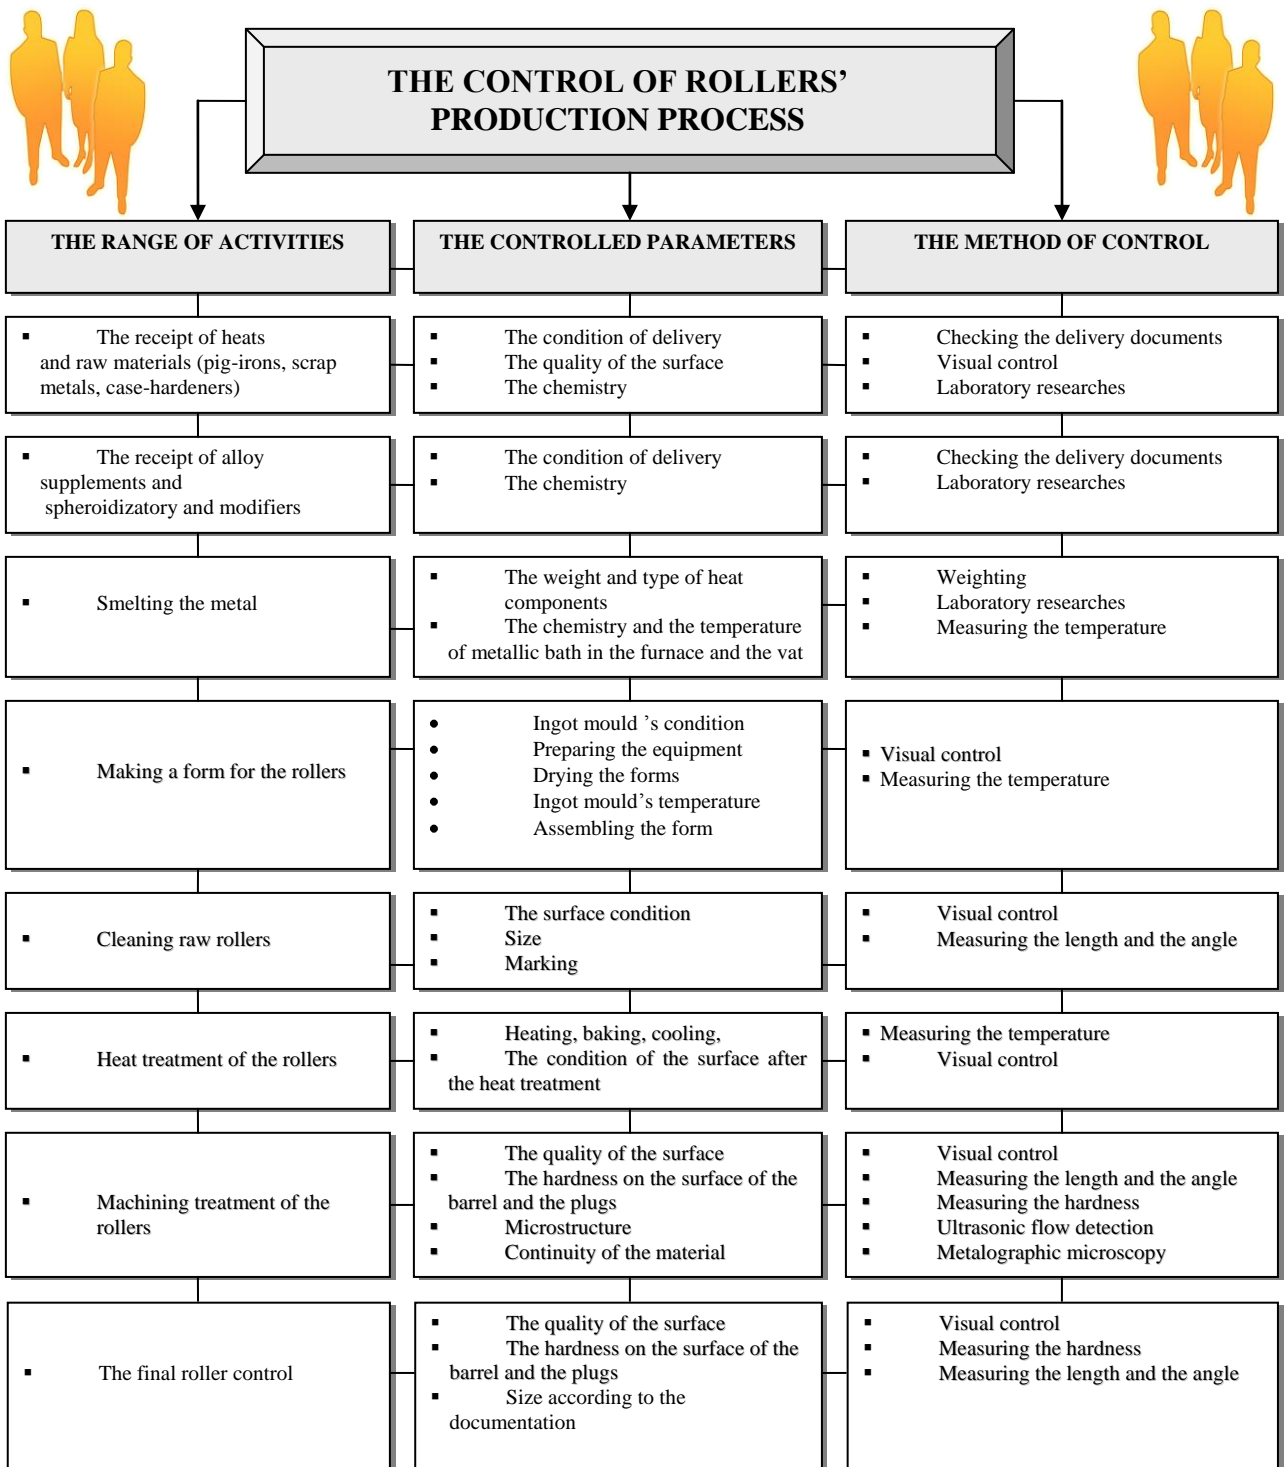 THE CONTROL OF ROLLERS’
PRODUCTION PROCESS
THE RANGE OF ACTIVITIES
THE CONTROLLED PARAMETERS
THE METHOD OF CONTROL
▪ The receipt of heats
and raw materials (pig-irons, scrap
metals, case-hardeners)
▪ The condition of delivery
▪ The quality of the surface
▪ The chemistry
▪ Checking the delivery documents
▪ Visual control
▪ Laboratory researches
▪ The receipt of alloy
supplements and
spheroidizatory and modifiers
▪ The condition of delivery
▪ The chemistry
▪ Checking the delivery documents
▪ Laboratory researches
▪ Smelting the metal
▪ The weight and type of heat
components
▪ The chemistry and the temperature
of metallic bath in the furnace and the vat
▪ Weighting
▪ Laboratory researches
▪ Measuring the temperature
▪ Making a form for the rollers
● Ingot mould ’s condition
● Preparing the equipment
● Drying the forms
● Ingot mould’s temperature
● Assembling the form
▪ Visual control
▪ Measuring the temperature
▪ Cleaning raw rollers
▪ The surface condition
▪ Size
▪ Marking
▪ Visual control
▪ Measuring the length and the angle
▪ Heat treatment of the rollers
▪ Heating, baking, cooling,
▪ The condition of the surface after
the heat treatment
▪ Measuring the temperature
▪ Visual control
▪ Machining treatment of the
rollers
▪ The quality of the surface
▪ The hardness on the surface of the
barrel and the plugs
▪ Microstructure
▪ Continuity of the material
▪ Visual control
▪ Measuring the length and the angle
▪ Measuring the hardness
▪ Ultrasonic flow detection
▪ Metalographic microscopy
▪ The final roller control
▪ The quality of the surface
▪ The hardness on the surface of the
barrel and the plugs
▪ Size according to the
documentation
▪ Visual control
▪ Measuring the hardness
▪ Measuring the length and the angle